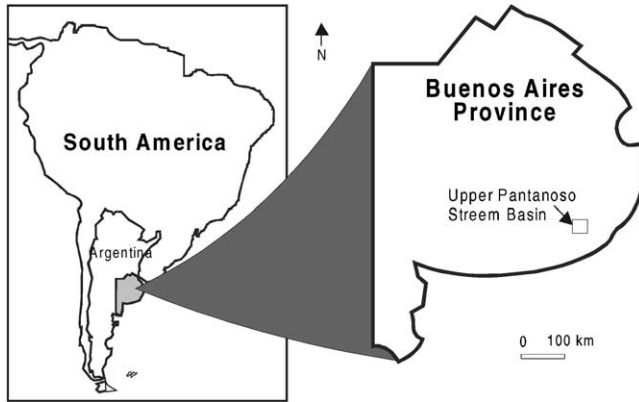 South America
Argentina
N
Buenos Aires
Province
Upper Pantanoso
Streem Basin
0 100 km